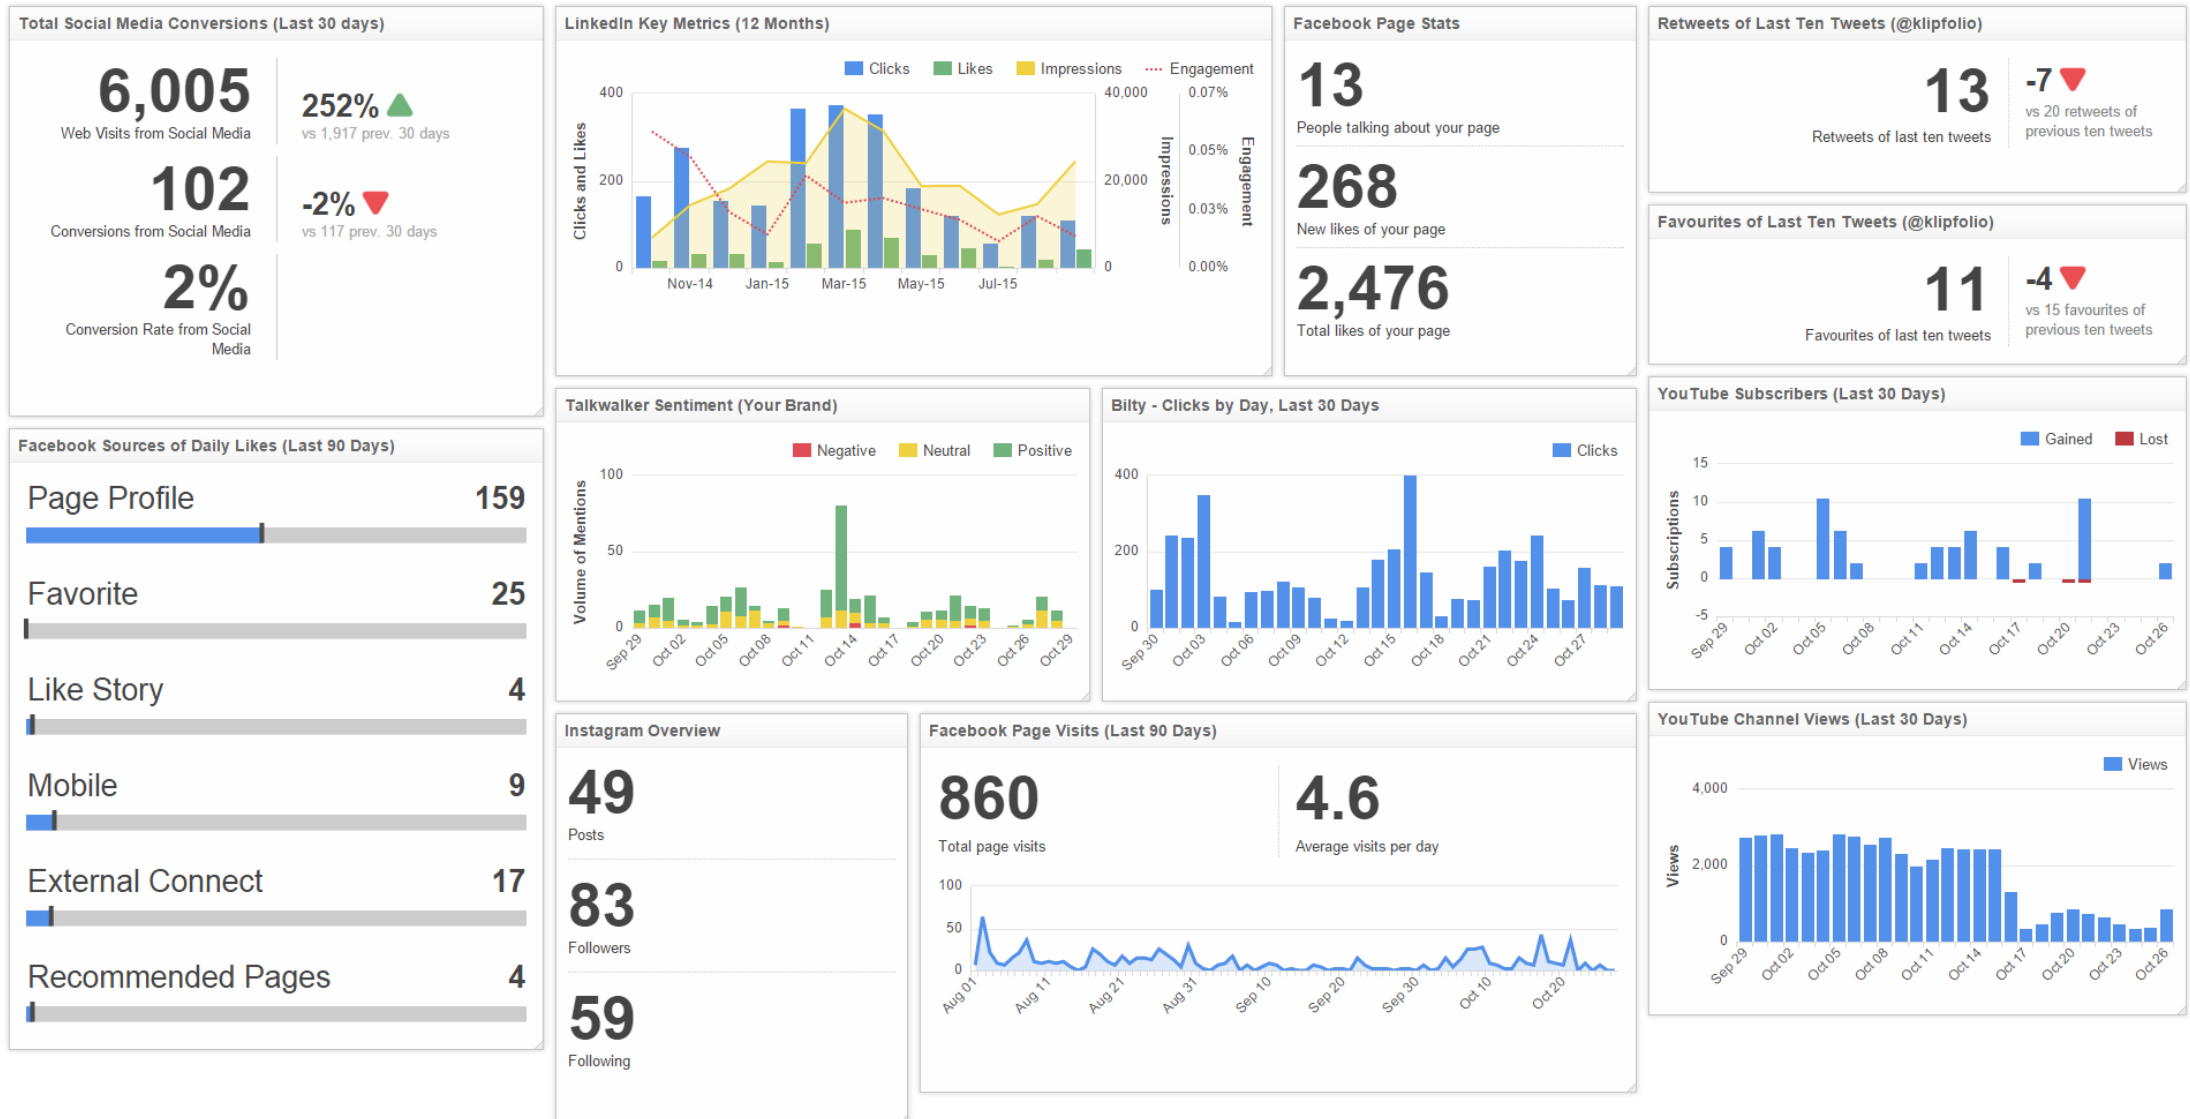 Total Social Media Conversions (Last 30 days)
6,005
Web Visits from Social Media
252%
vs 1,917 prev. 30 days
102
Conversions from Social Media
-2%
vs 117 prev. 30 days
2%
Conversion Rate from Social
Media
LinkedIn Key Metrics (12 Months)
Clicks Likes Impressions Engagement
400 40,000 0.07%
0.05%
200 20,000
0.03%
0 0 0.00%
Clicks and Likes
Impressions
Engagement
Nov-14 Jan-15 Mar-15 May-15 Jul-15
Facebook Page Stats
13
People talking about your page
268
New likes of your page
2,476
Total likes of your page
Retweets of Last Ten Tweets (@klipfolio)
13
Retweets of last ten tweets
-7
vs 20 retweets of
previous ten tweets
Favourites of Last Ten Tweets (@klipfolio)
11
Favourites of last ten tweets
-4
vs 15 favourites of
previous ten tweets
Facebook Sources of Daily Likes (Last 90 Days)
Page Profile 159
Favorite 25
Like Story 4
Mobile 9
External Connect 17
Recommended Pages 4
Talkwalker Sentiment (Your Brand)
Negative Neutral Positive
100
50
0
Volume of Mentions
Sep 29 Oct 02 Oct 05 Oct 08 Oct 11 Oct 14 Oct 17 Oct 20 Oct 23 Oct 26 Oct 29
Bilty - Clicks by Day, Last 30 Days
Clicks
400
200
0
Sep 30 Oct 03 Oct 06 Oct 09 Oct 12 Oct 15 Oct 18 Oct 21 Oct 24 Oct 27
YouTube Subscribers (Last 30 Days)
Gained Lost
15
10
5
0
-5
Subscriptions
Sep 29 Oct 02 Oct 05 Oct 08 Oct 11 Oct 14 Oct 17 Oct 20 Oct 23 Oct 26
Instagram Overview
49
Posts
83
Followers
59
Following
Facebook Page Visits (Last 90 Days)
860
Total page visits
4.6
Average visits per day
100
50
0
Aug 01 Aug 11 Aug 21 Aug 31 Sep 10 Sep 20 Sep 30 Oct 10 Oct 20
YouTube Channel Views (Last 30 Days)
Views
4,000
2,000
0
Views
Sep 29 Oct 02 Oct 05 Oct 08 Oct 11 Oct 14 Oct 17 Oct 20 Oct 23 Oct 26